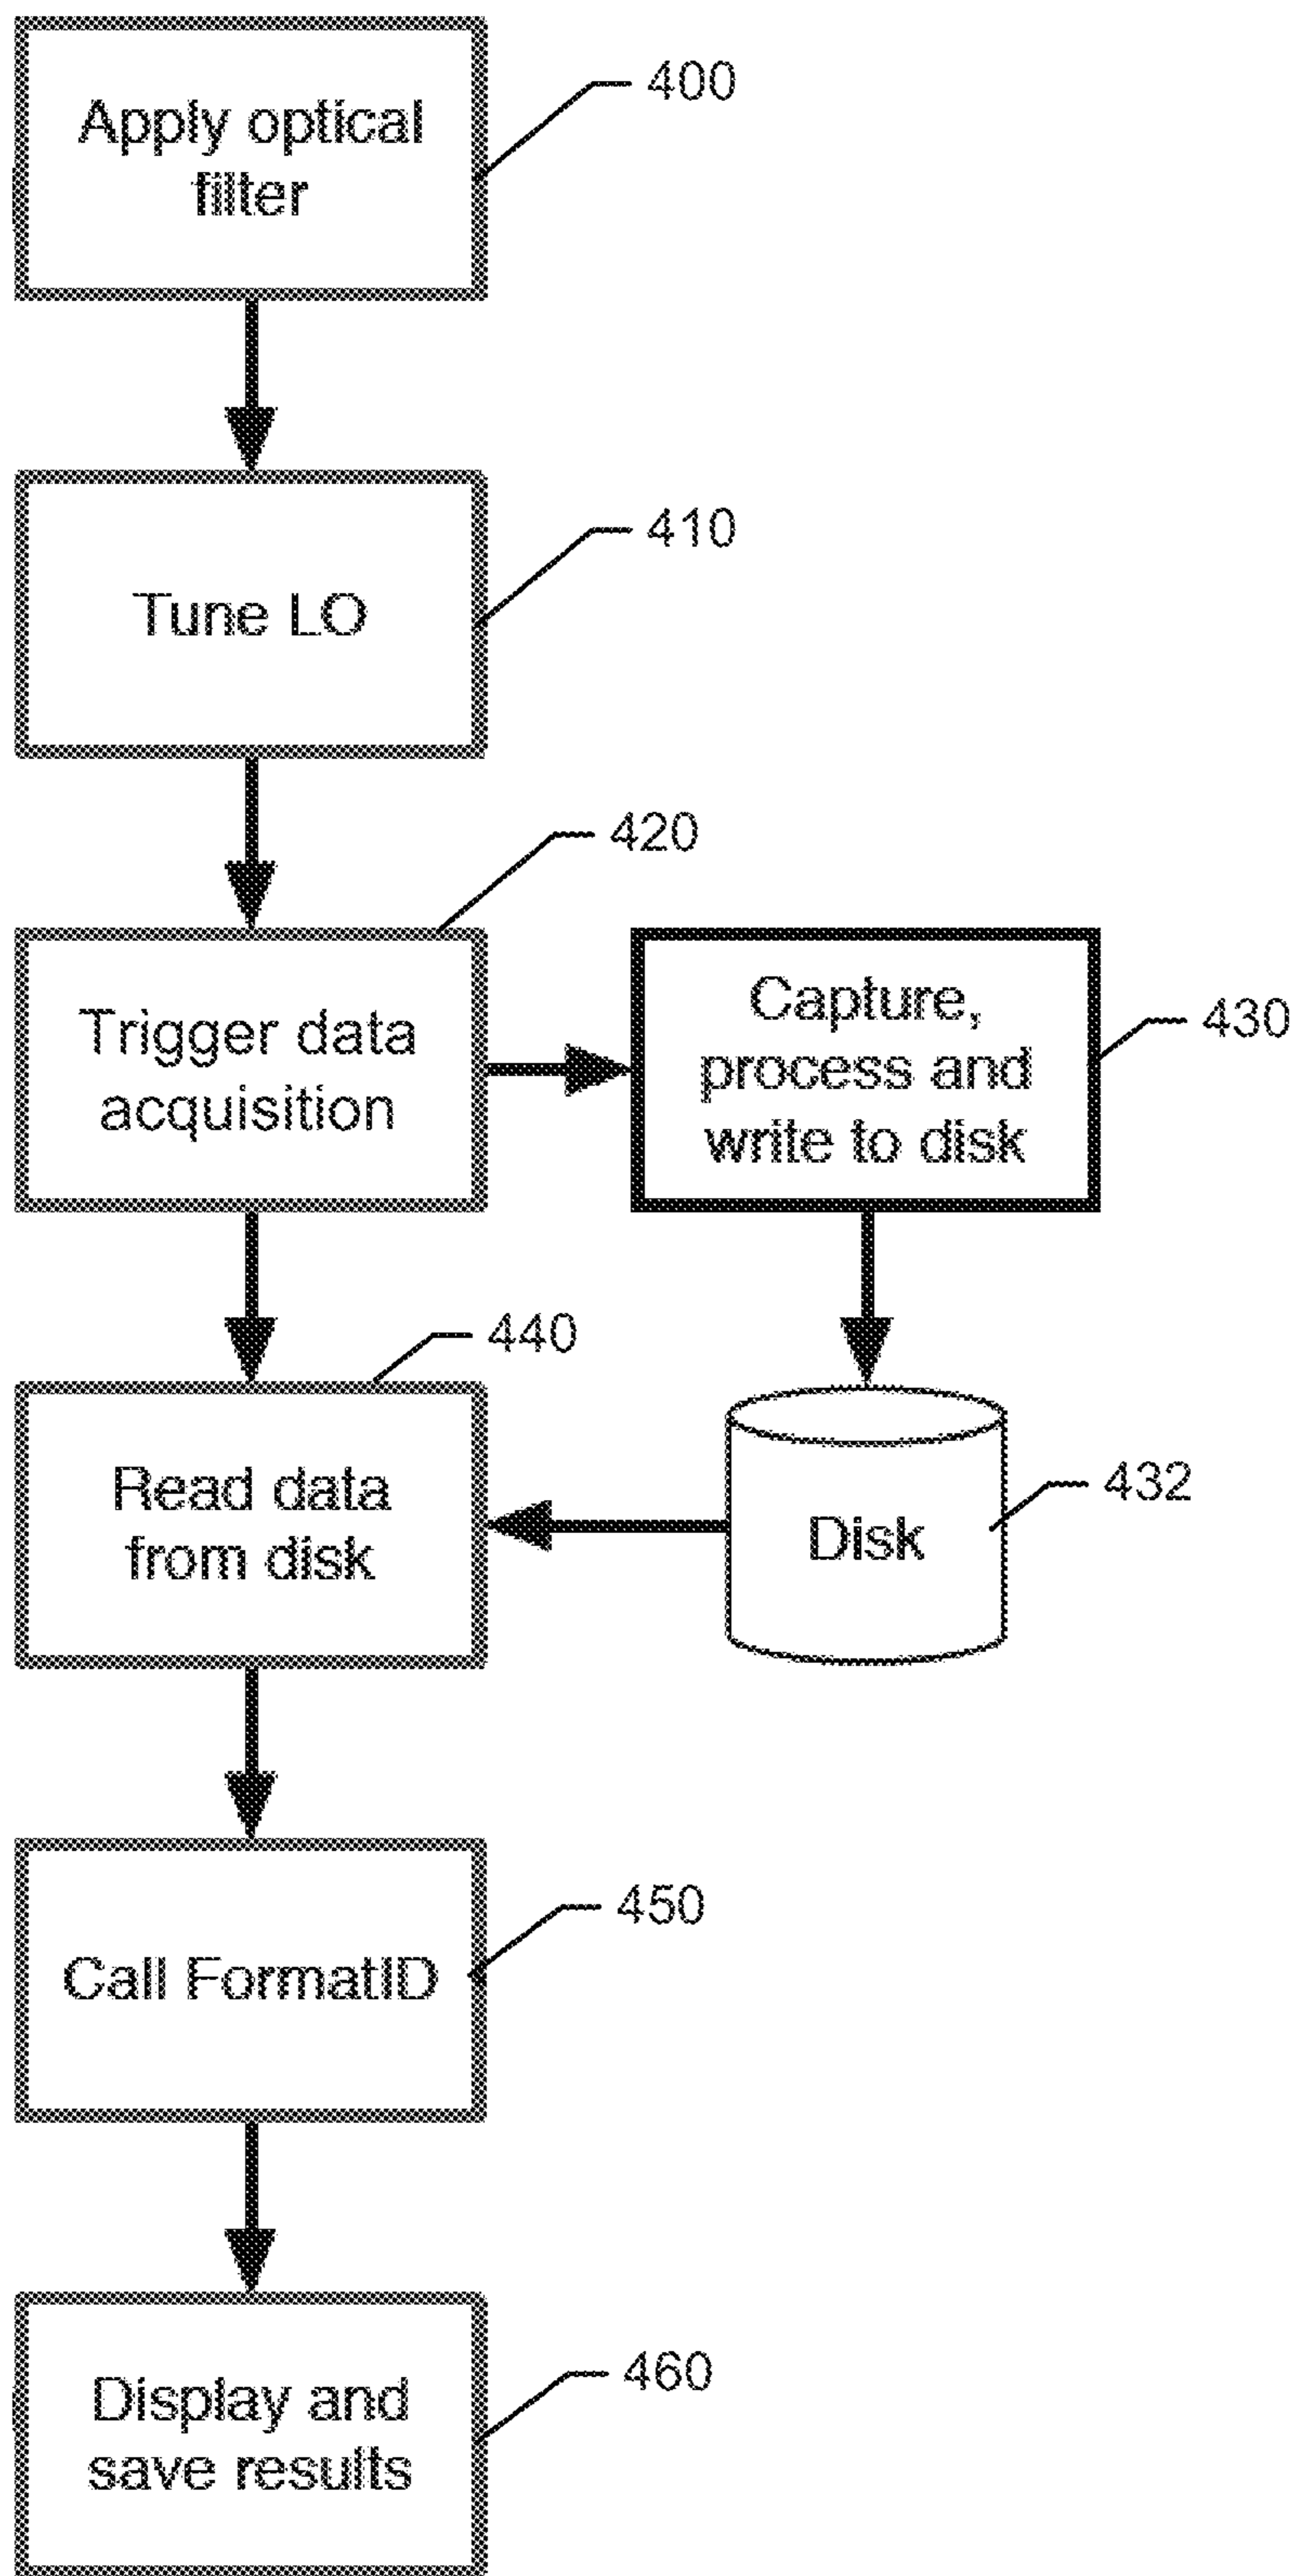 Apply optical
filter
400
Tune LO
410
420
Trigger data
acquisition
Capture,
process and
write to disk
430
440
Read data
from disk
Disk
432
Call FormatID
450
Display and
save results
460